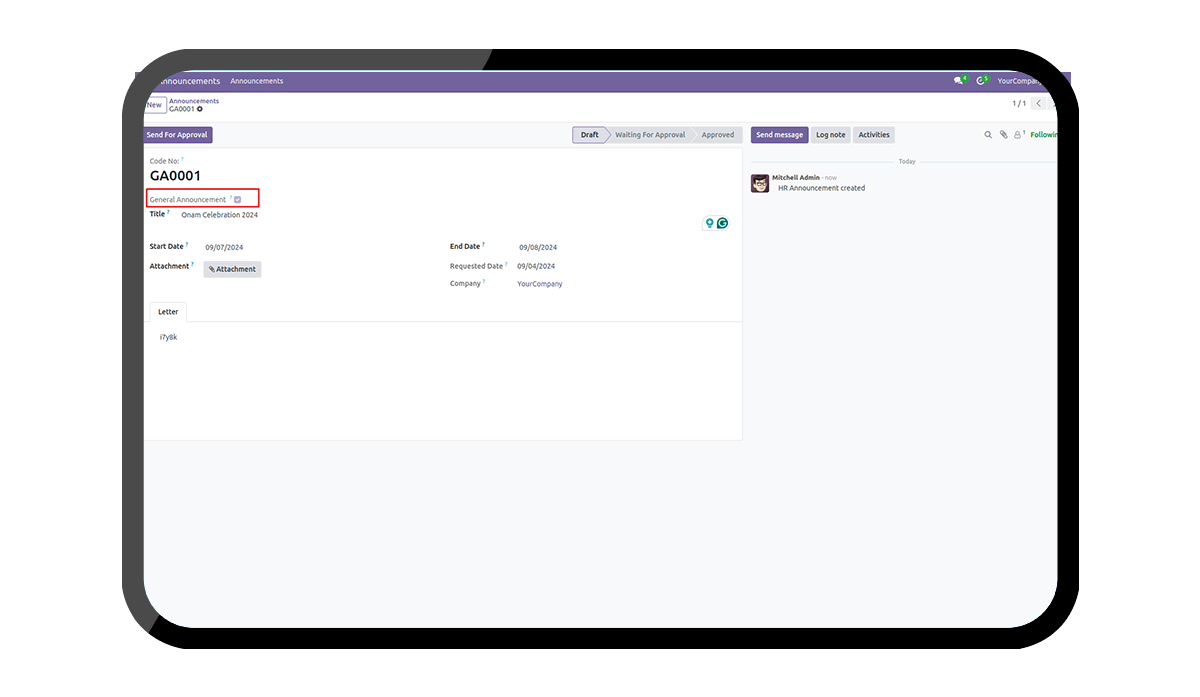 nnouncements Announcements 4 5 YourCompany
New Announcements
GA0001 1 / 1
Send For Approval Draft Waiting For Approval Approved Send message Log note Activities 1 Followin
Today
Code No: ?
GA0001
Mitchell Admin - now
HR Announcement created
General Announcement ?
Title ? Onam Celebration 2024
Start Date ? 09/07/2024 End Date ? 09/08/2024
Attachment ? Attachment Requested Date ? 09/04/2024
Company ? YourCompany
Letter
i7y8k